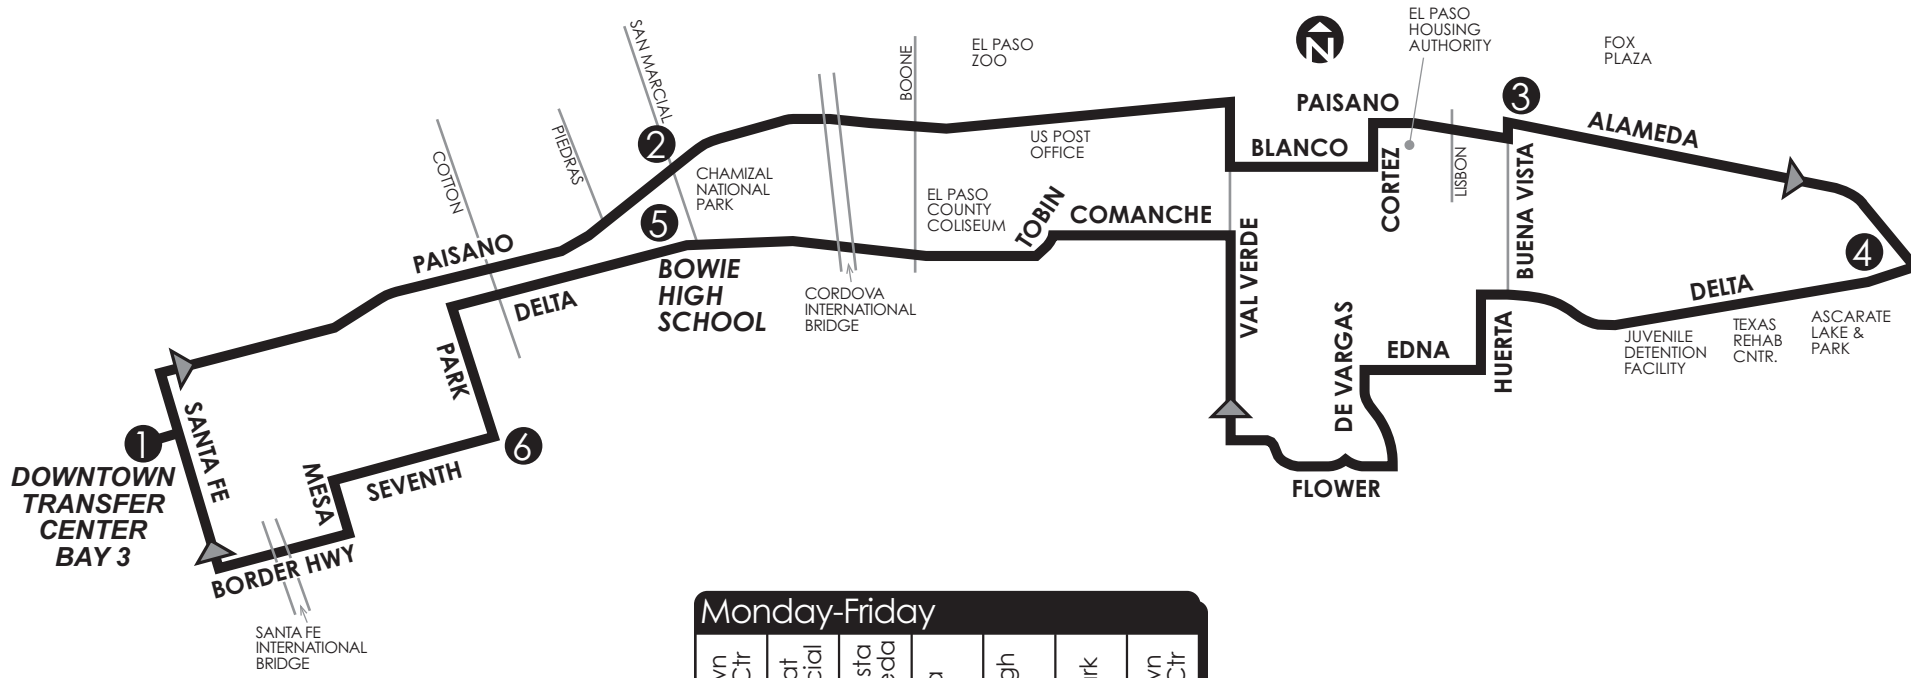 SAN MARCIAL
BOONE
EL PASO
ZOO
N
EL PASO
HOUSING
AUTHORITY
FOX
PLAZA
3
PAISANO
ALAMEDA
PIEDRAS
2
COTTON
CHAMIZAL
NATIONAL
PARK
US POST
OFFICE
BLANCO
CORTEZ
LISBON
BUENA VISTA
5
EL PASO
COUNTY
COLISEUM
TOBIN
COMANCHE
4
PAISANO
BOWIE
HIGH
SCHOOL
DELTA
CORDOVA
INTERNATIONAL
BRIDGE
VAL VERDE
DE VARGAS
EDNA
HUERTA
DELTA
JUVENILE
DETENTION
FACILITY
TEXAS
REHAB
CNTR.
ASCARATE
LAKE &
PARK
PARK
1
SANTA FE
6
DOWNTOWN
TRANSFER
CENTER
BAY 3
MESA
SEVENTH
FLOWER
BORDER HWY
SANTA FE
INTERNATIONAL
BRIDGE
Monday-Friday